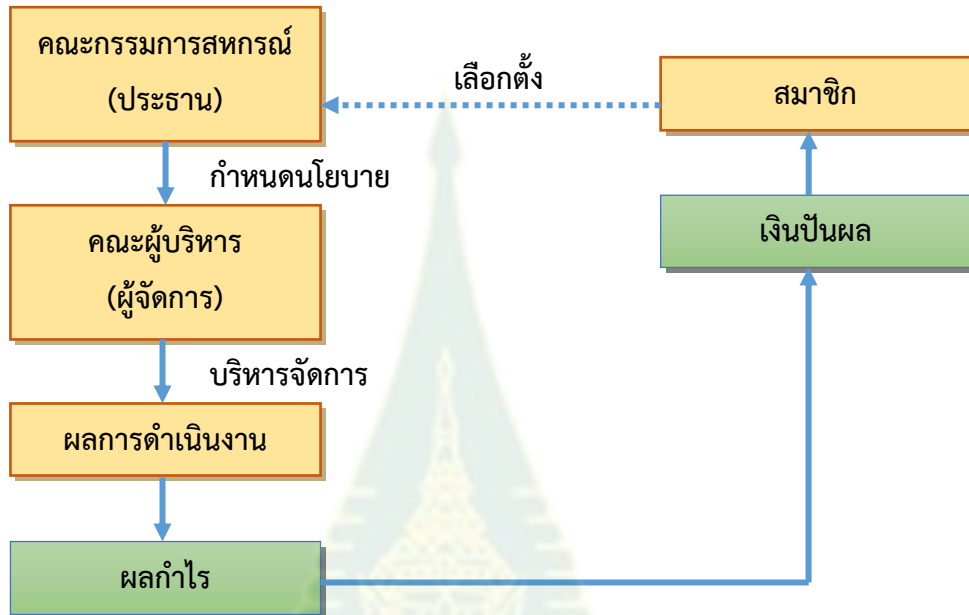 คณะกรรมการสหกรณ์
(ประธาน)
เลือกตั้ง
สมาชิก
กำหนดนโยบาย
คณะผู้บริหาร
(ผู้จัดการ)
เงินปันผล
บริหารจัดการ
ผลการดำเนินงาน
ผลกำไร